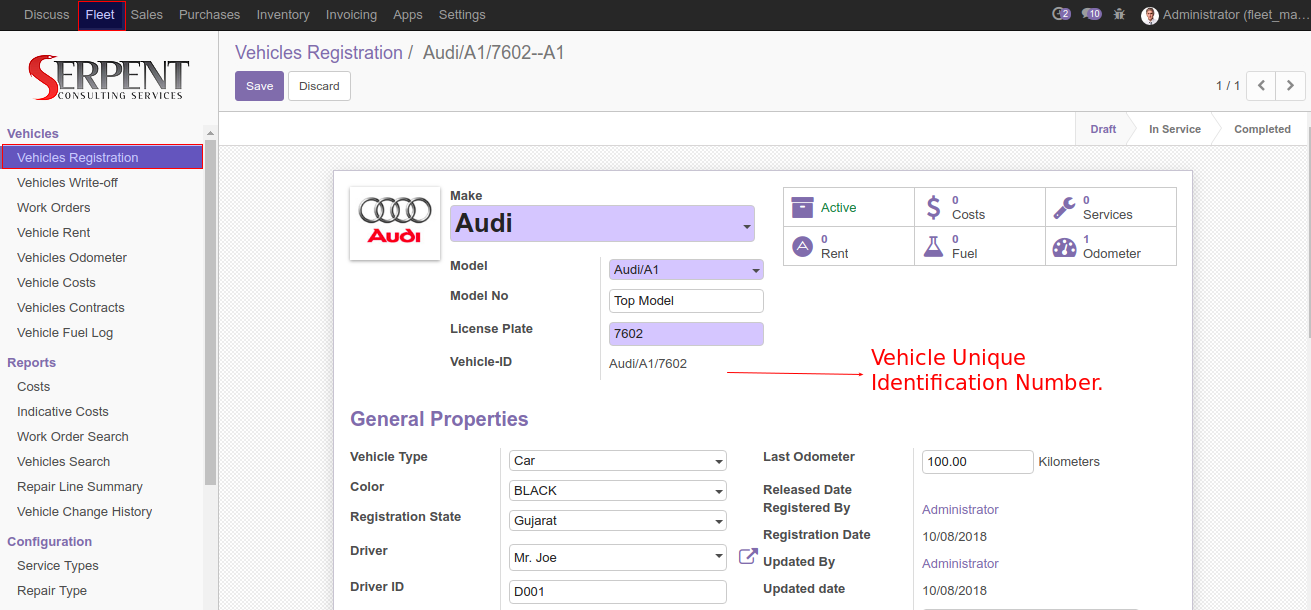 Discuss Fleet Sales Purchases Inventory Invoicing Apps Settings 2 10 Administrator (fleet_ma...
SERPENT
CONSULTING SERVICES
Vehicles Registration / Audi/A1/7602--A1
Save Discard
1 / 1
Draft In Service Completed
Vehicles
Vehicles Registration
Vehicles Write-off
Work Orders
Vehicle Rent
Vehicles Odometer
Vehicle Costs
Vehicles Contracts
Vehicle Fuel Log
Reports
Costs
Indicative Costs
Work Order Search
Vehicles Search
Repair Line Summary
Vehicle Change History
Configuration
Service Types
Repair Type
Audi
Make
Audi
Active
0 Costs
0 Services
0 Rent
0 Fuel
1 Odometer
Model Audi/A1
Model No Top Model
License Plate 7602
Vehicle-ID Audi/A1/7602
Vehicle Unique
Identification Number.
General Properties
Vehicle Type Car
Color BLACK
Registration State Gujarat
Driver Mr. Joe
Driver ID D001
Last Odometer 100.00 Kilometers
Released Date
Registered By Administrator
Registration Date 10/08/2018
Updated By Administrator
Updated date 10/08/2018